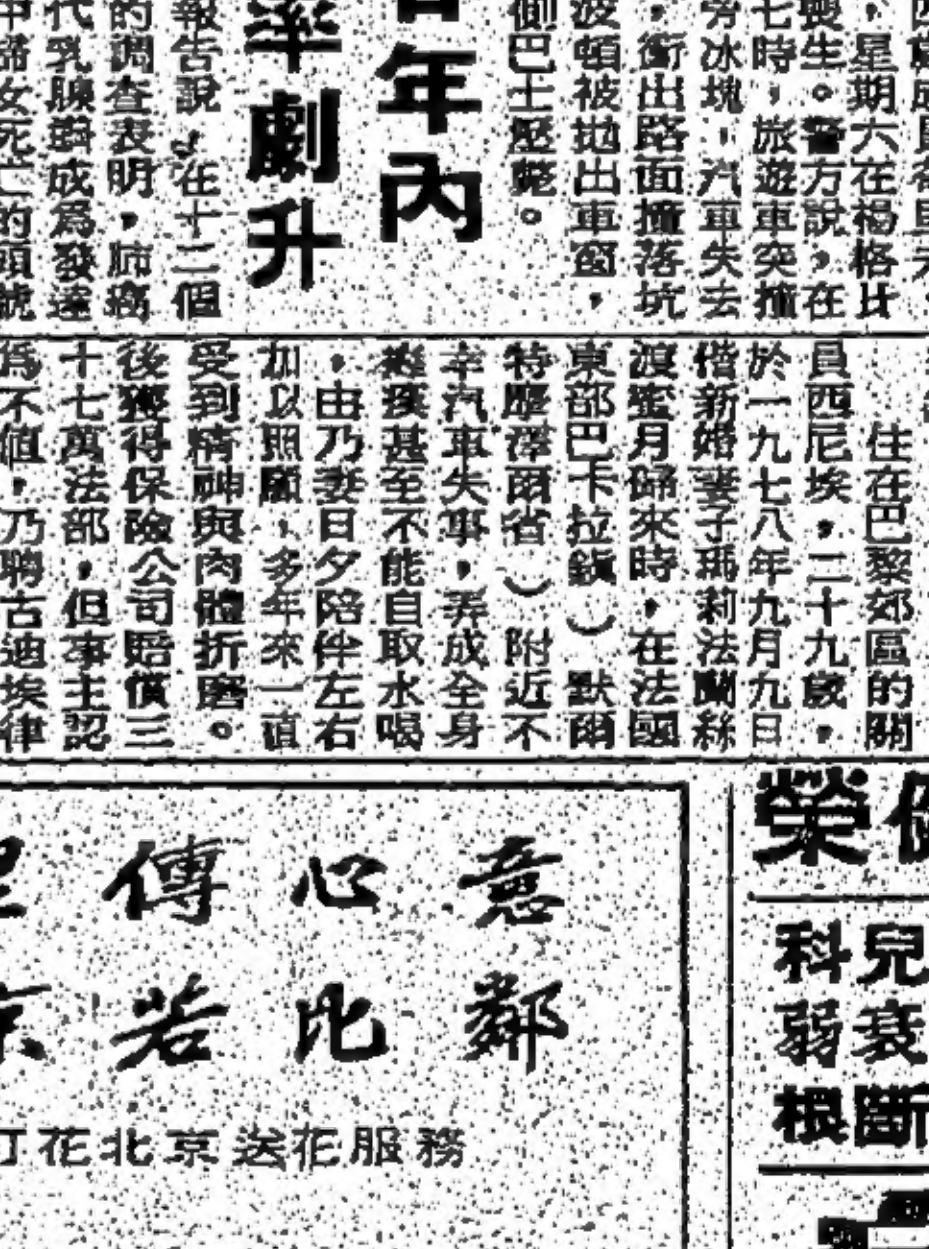 ，星期六在楊格比
喪生。警方說，在
七時，旅遊車突撞
旁冰塊，汽車失去
，衝出路面撞落坑
波頓被拋出車窗，
側巴士壓斃。
年內
率劇升
報告說，在十二個
的調查表明，肺癌
代乳腺癌成為發達
中婦女死亡的頭號
住在巴黎郊區的關
員西尼埃，二十九歲，
於一九七八年九月九日
偕新婚妻子瑪莉法蘭絲
渡蜜月歸來時，在法國
東部巴卡拉鎮（）默爾
特壓澤爾省（）附近不
幸汽車失事，弄成全身
癱瘓甚至不能自取水喝
，由乃妻日夕陪伴左右
加以照顧，多年來一直
受到精神與肉體折磨。
後獲得保險公司賠償三
十七萬法郎，但事主認
為不值，乃聘古迪埃律
榮
兒
科
衰弱
斷根
意心傳
鄰比若
訂花北京送花服務